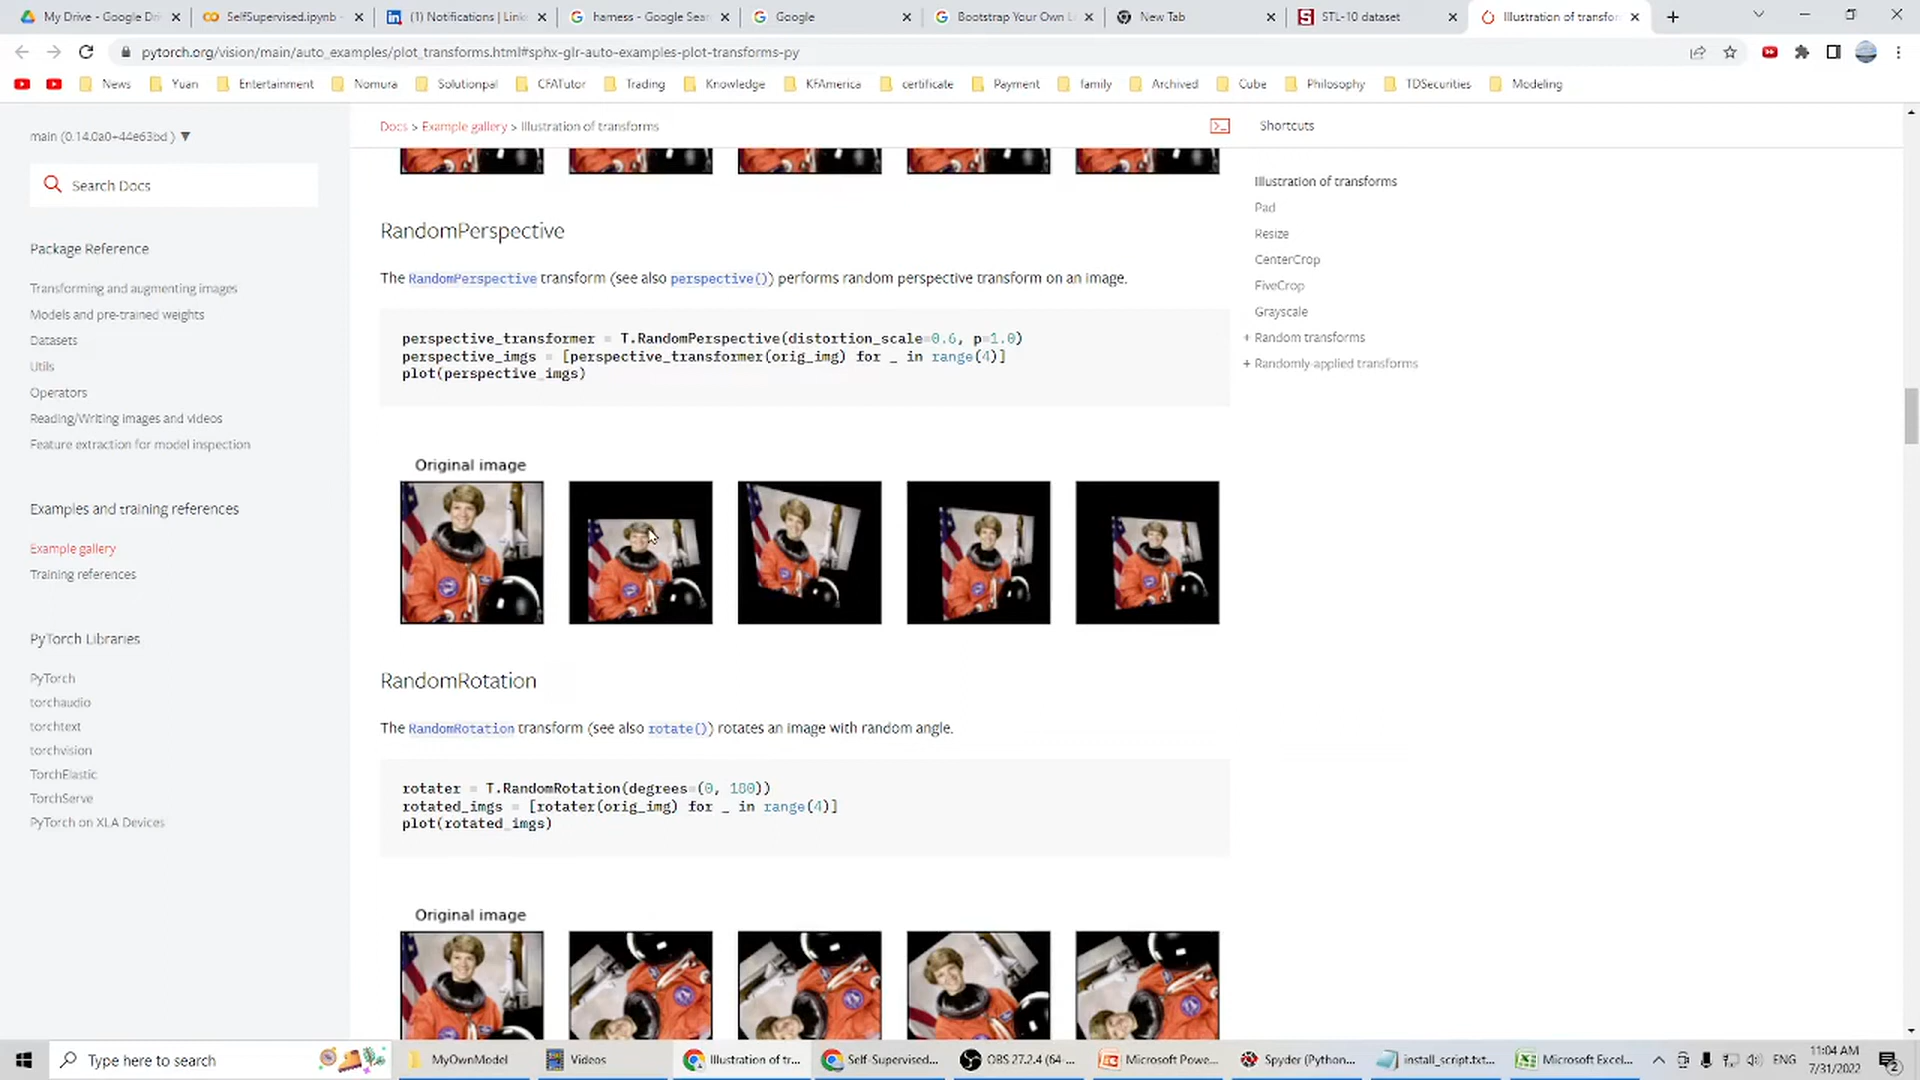 My Drive - Google Dri
SelfSupervised.ipynb -
(1) Notifications | Link
harness - Google Sear
Google
Bootstrap Your Own L
New Tab
STL-10 dataset
Illustration of transfor
pytorch.org/vision/main/auto_examples/plot_transforms.html#sphx-glr-auto-examples-plot-transforms-py
News
Yuan
Entertainment
Nomura
Solutionpal
CFATutor
Trading
Knowledge
KFAmerica
certificate
Payment
family
Archived
Cube
Philosophy
TDSecurities
Modeling
main (0.14.0a0+44e63bd ) ▼
Search Docs
Package Reference
Transforming and augmenting images
Models and pre-trained weights
Datasets
Utils
Operators
Reading/Writing images and videos
Feature extraction for model inspection
Examples and training references
Example gallery
Training references
PyTorch Libraries
PyTorch
torchaudio
torchtext
torchvision
TorchElastic
TorchServe
PyTorch on XLA Devices
Docs > Example gallery > Illustration of transforms
RandomPerspective
The RandomPerspective transform (see also perspective()) performs random perspective transform on an image.
perspective_transformer = T.RandomPerspective(distortion_scale=0.6, p=1.0)
perspective_imgs = [perspective_transformer(orig_img) for _ in range(4)]
plot(perspective_imgs)
Original image
RandomRotation
The RandomRotation transform (see also rotate()) rotates an image with random angle.
rotater = T.RandomRotation(degrees=(0, 180))
rotated_imgs = [rotater(orig_img) for _ in range(4)]
plot(rotated_imgs)
Original image
Shortcuts
Illustration of transforms
Pad
Resize
CenterCrop
FiveCrop
Grayscale
+ Random transforms
+ Randomly-applied transforms
Type here to search
MyOwnModel
Videos
Illustration of tr...
Self-Supervised...
OBS 27.2.4 (64-...
Microsoft Powe...
Spyder (Python...
install_script.txt...
Microsoft Excel...
ENG
11:04 AM
7/31/2022
2